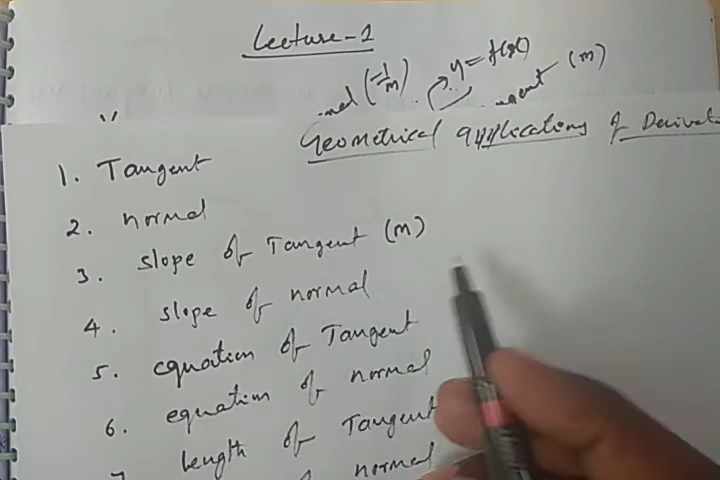 Lecture-1
y=f(x)
(-1/m)
(m)
Geometrical applications of
1. Tangent
2. normal
3. slope of Tangent (m)
4. slope of normal
5. equation of Tangent
6. equation of normal
length of Tangent
normal